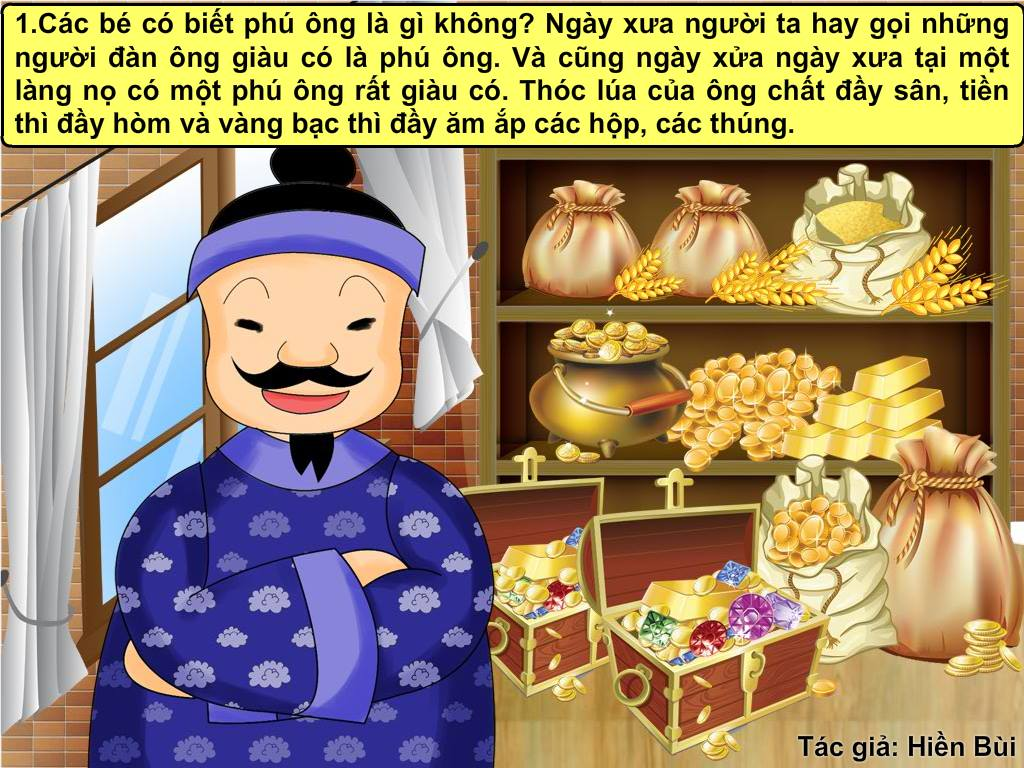 1.Các bé có biết phú ông là gì không? Ngày xưa người ta hay gọi những
người đàn ông giàu có là phú ông. Và cũng ngày xửa ngày xưa tại một
làng nọ có một phú ông rất giàu có. Thóc lúa của ông chất đầy sân, tiền
thì đầy hòm và vàng bạc thì đầy ăm ắp các hộp, các thúng.
Tác giả: Hiền Bùi